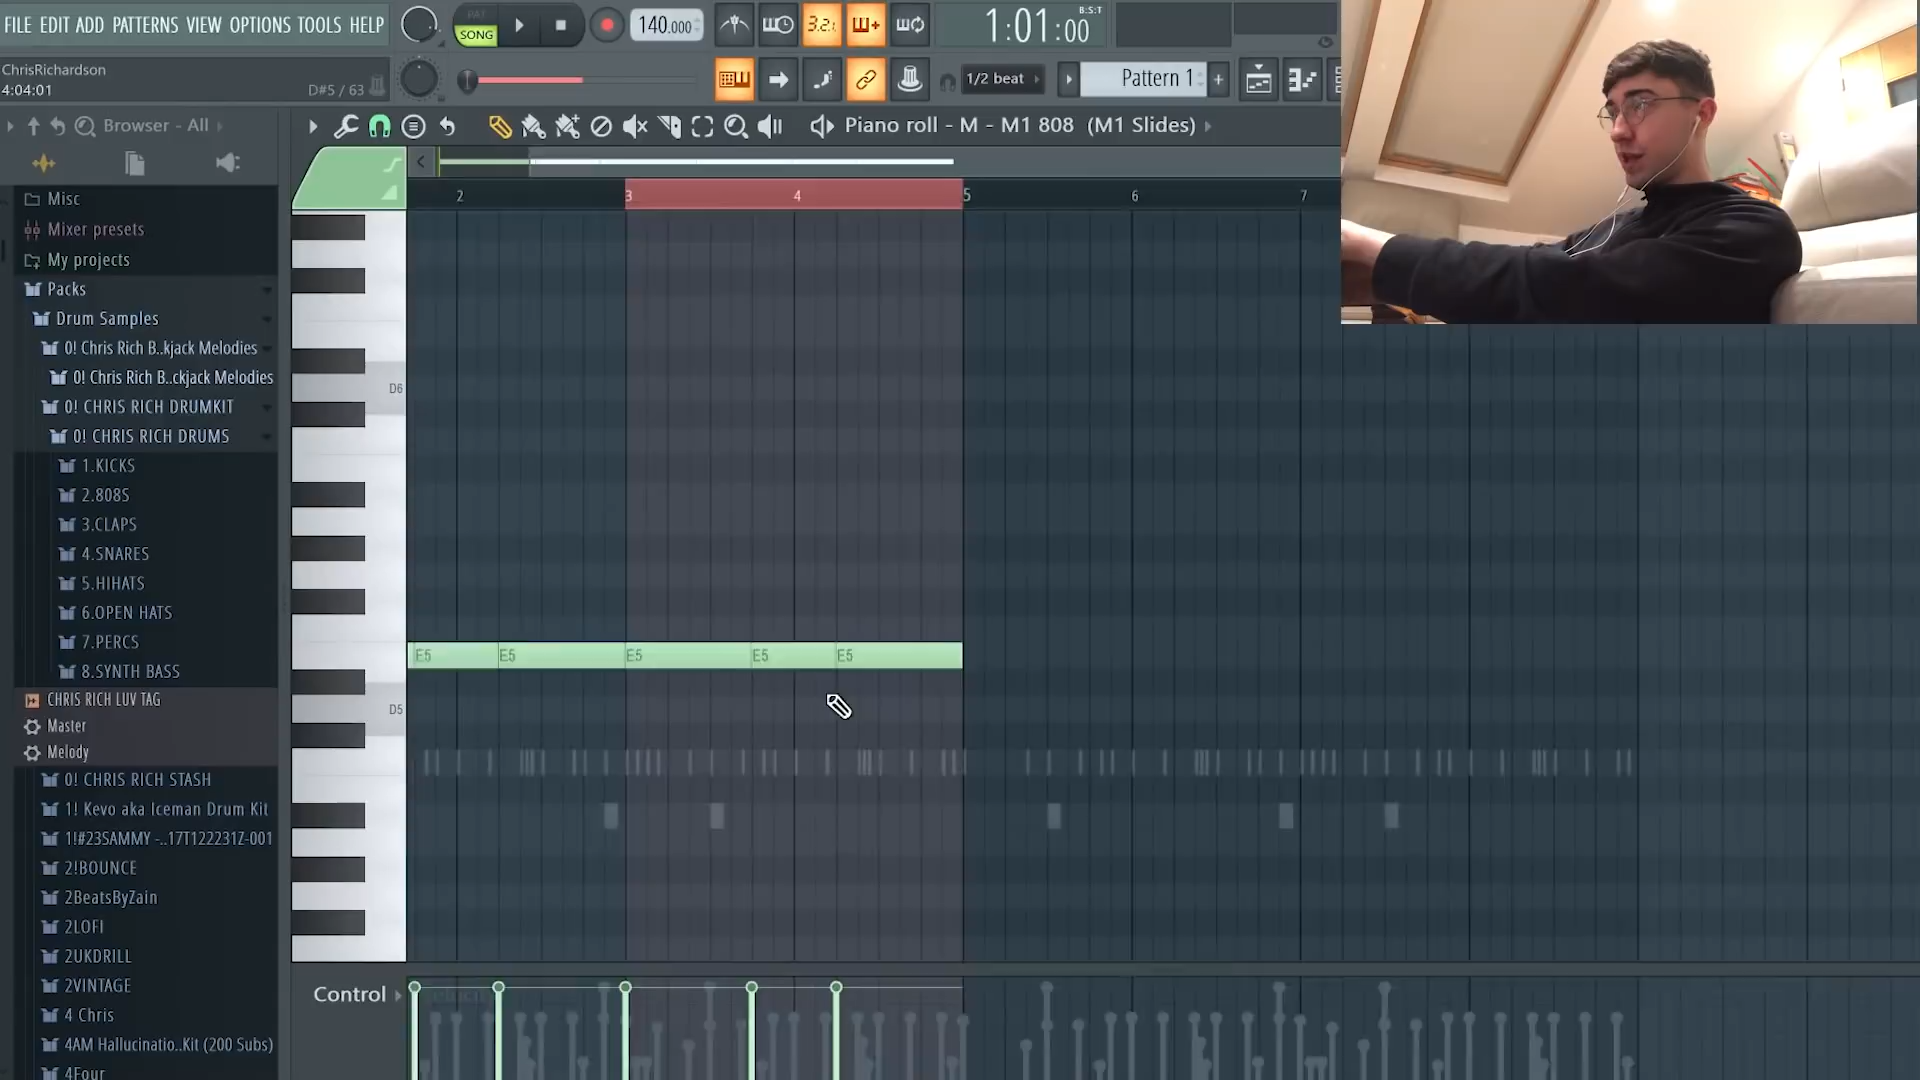 FILE EDIT ADD PATTERNS VIEW OPTIONS TOOLS HELP
PAT
SONG
140.000
3.2:
1:01:00
B:S:T
ChrisRichardson
4:04:01
D#5 / 63
1/2 beat
Pattern 1
+
Browser - All
Piano roll - M - M1 808 (M1 Slides)
2
3
4
5
6
7
Misc
Mixer presets
My projects
Packs
Drum Samples
0! Chris Rich B..kjack Melodies
0! Chris Rich B..ckjack Melodies
0! CHRIS RICH DRUMKIT
0! CHRIS RICH DRUMS
1.KICKS
2.808S
3.CLAPS
4.SNARES
5.HIHATS
6.OPEN HATS
7.PERCS
8.SYNTH BASS
CHRIS RICH LUV TAG
Master
Melody
0! CHRIS RICH STASH
1! Kevo aka Iceman Drum Kit
1!#23SAMMY -..17T122231Z-001
2!BOUNCE
2BeatsByZain
2LOFI
2UKDRILL
2VINTAGE
4 Chris
4AM Hallucinatio..Kit (200 Subs)
4Four
D6
E5 E5 E5 E5 E5
D5
Control